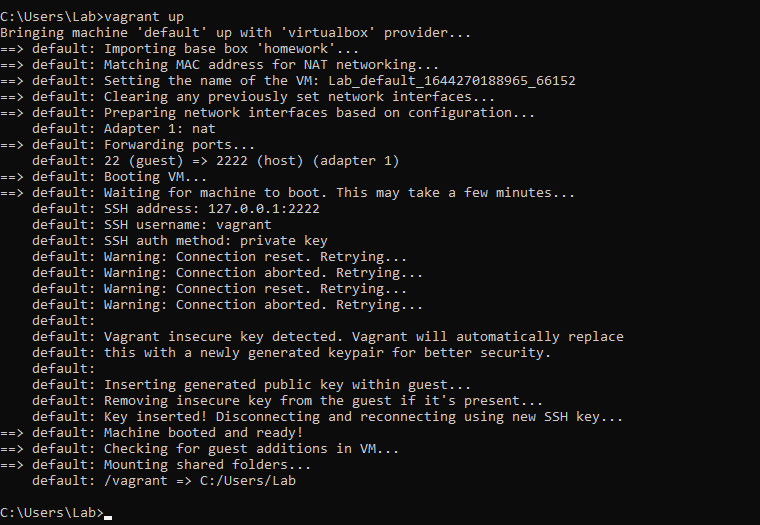 C:\Users\Lab>vagrant up
Bringing machine 'default' up with 'virtualbox' provider...
==> default: Importing base box 'homework'...
==> default: Matching MAC address for NAT networking...
==> default: Setting the name of the VM: Lab_default_1644270188965_66152
==> default: Clearing any previously set network interfaces...
==> default: Preparing network interfaces based on configuration...
    default: Adapter 1: nat
==> default: Forwarding ports...
    default: 22 (guest) => 2222 (host) (adapter 1)
==> default: Booting VM...
==> default: Waiting for machine to boot. This may take a few minutes...
    default: SSH address: 127.0.0.1:2222
    default: SSH username: vagrant
    default: SSH auth method: private key
    default: Warning: Connection reset. Retrying...
    default: Warning: Connection aborted. Retrying...
    default: Warning: Connection reset. Retrying...
    default: Warning: Connection aborted. Retrying...
    default:
    default: Vagrant insecure key detected. Vagrant will automatically replace
    default: this with a newly generated keypair for better security.
    default:
    default: Inserting generated public key within guest...
    default: Removing insecure key from the guest if it's present...
    default: Key inserted! Disconnecting and reconnecting using new SSH key...
==> default: Machine booted and ready!
==> default: Checking for guest additions in VM...
==> default: Mounting shared folders...
    default: /vagrant => C:/Users/Lab
C:\Users\Lab>